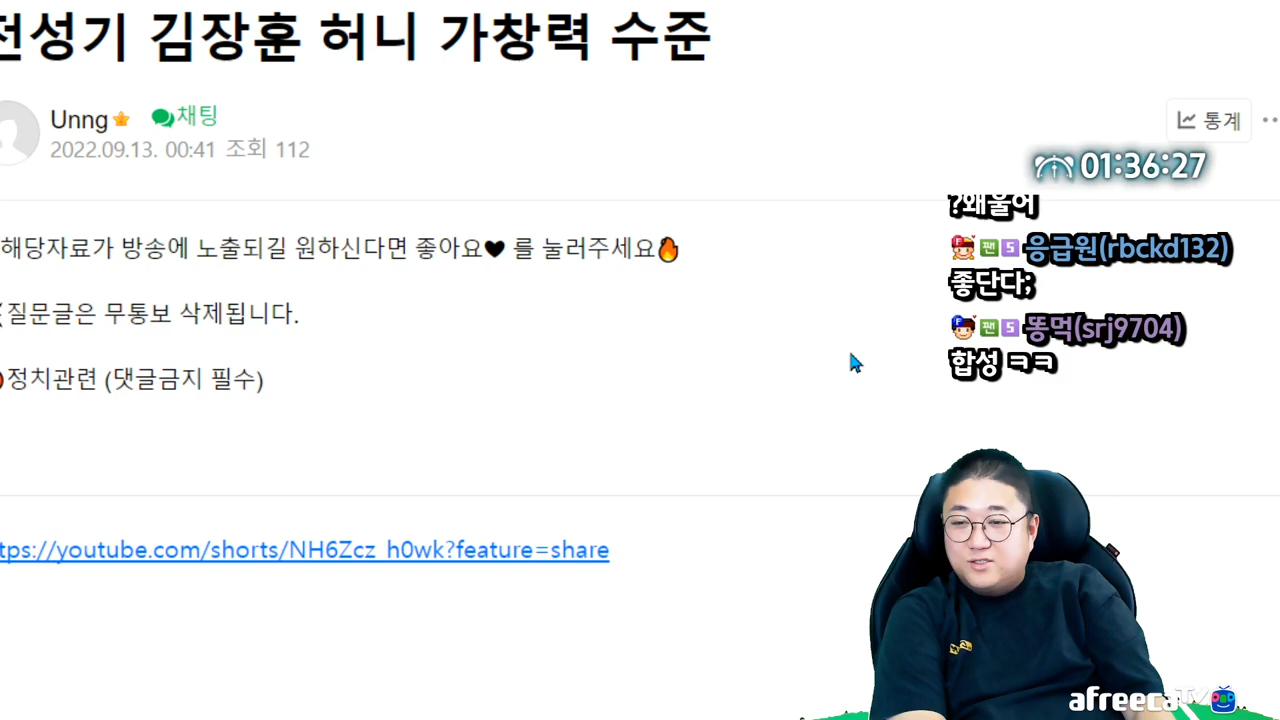 전성기 김장훈 허니 가창력 수준
Unng 채팅
2022.09.13. 00:41 조회 112
통계
01:36:27
?왜울어
해당자료가 방송에 노출되길 원하신다면 좋아요🖤 를 눌러주세요🔥
팬 S 응급원(rbckd132)
좋단다;
질문글은 무통보 삭제됩니다.
팬 S 똥먹(srj9704)
합성 ㅋㅋ
정치관련 (댓글금지 필수)
tps://youtube.com/shorts/NH6Zcz_h0wk?feature=share
afreecaTV